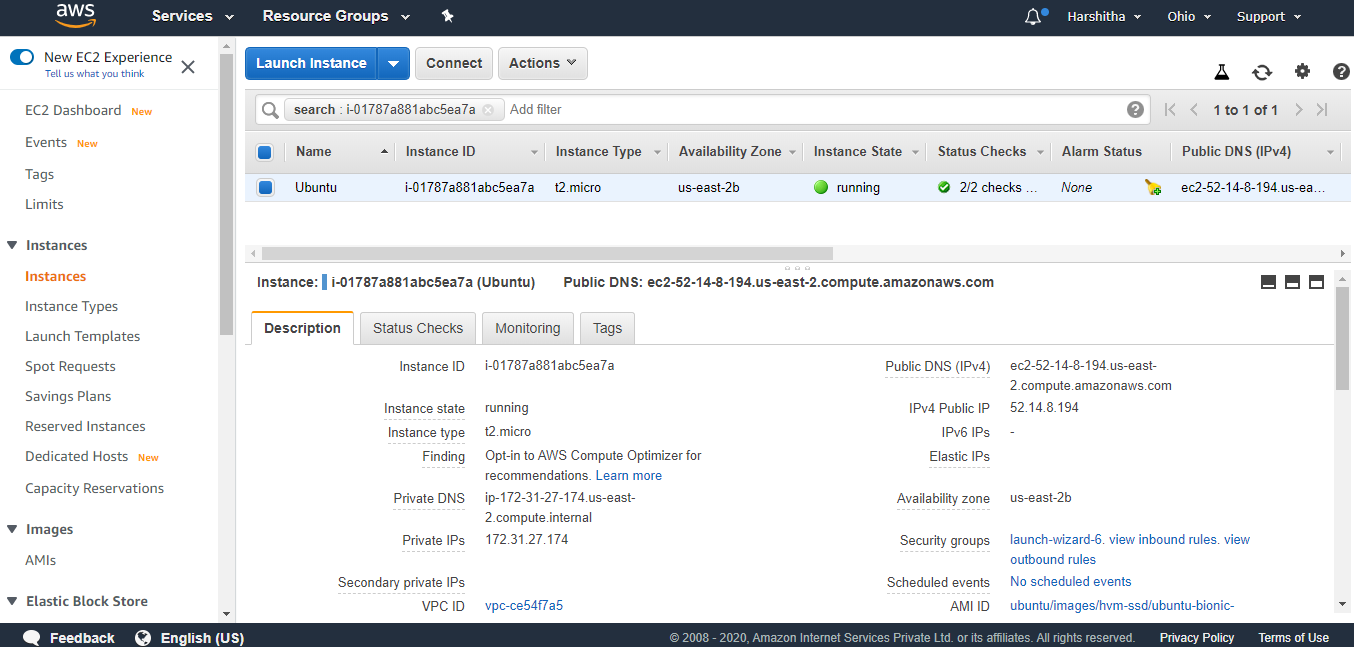 aws Services Resource Groups Harshitha Ohio Support
New EC2 Experience
Tell us what you think
EC2 Dashboard New
Events New
Tags
Limits
Instances
Instances
Instance Types
Launch Templates
Spot Requests
Savings Plans
Reserved Instances
Dedicated Hosts New
Capacity Reservations
Images
AMIs
Elastic Block Store
Launch Instance Connect Actions
search : i-01787a881abc5ea7a Add filter 1 to 1 of 1
Name Instance ID Instance Type Availability Zone Instance State Status Checks Alarm Status Public DNS (IPv4)
Ubuntu i-01787a881abc5ea7a t2.micro us-east-2b running 2/2 checks ... None ec2-52-14-8-194.us-ea...
Instance: i-01787a881abc5ea7a (Ubuntu) Public DNS: ec2-52-14-8-194.us-east-2.compute.amazonaws.com
Description Status Checks Monitoring Tags
Instance ID i-01787a881abc5ea7a
Instance state running
Instance type t2.micro
Finding Opt-in to AWS Compute Optimizer for
recommendations. Learn more
Private DNS ip-172-31-27-174.us-east-
2.compute.internal
Private IPs 172.31.27.174
Secondary private IPs
VPC ID vpc-ce54f7a5
Public DNS (IPv4) ec2-52-14-8-194.us-east-
2.compute.amazonaws.com
IPv4 Public IP 52.14.8.194
IPv6 IPs -
Elastic IPs
Availability zone us-east-2b
Security groups launch-wizard-6. view inbound rules. view
outbound rules
Scheduled events No scheduled events
AMI ID ubuntu/images/hvm-ssd/ubuntu-bionic-
Feedback English (US) © 2008 - 2020, Amazon Internet Services Private Ltd. or its affiliates. All rights reserved. Privacy Policy Terms of Use